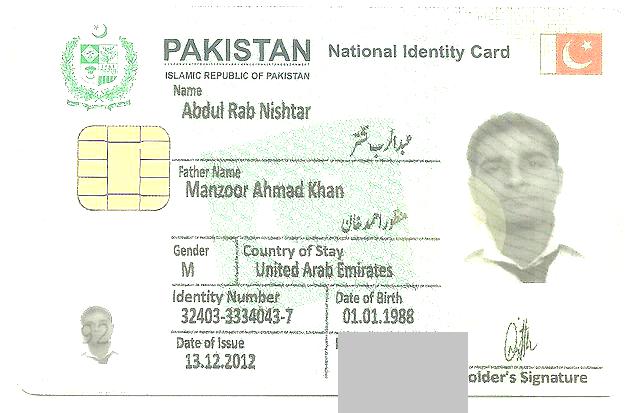 PAKISTAN National Identity Card
ISLAMIC REPUBLIC OF PAKISTAN
Name
Abdul Rab Nishtar
عبدالرب نشتر
Father Name
Manzoor Ahmad Khan
منظور احمد خان
Gender Country of Stay
M United Arab Emirates
Identity Number Date of Birth
32403-3334043-7 01.01.1988
Date of Issue
13.12.2012
older's Signature